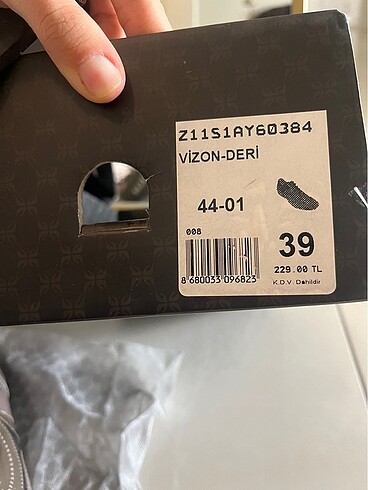 Z11S1AY60384
VİZON-DERİ
44-01
008
39
8 680033 096823
229.00 TL
K.D.V. Dahildir